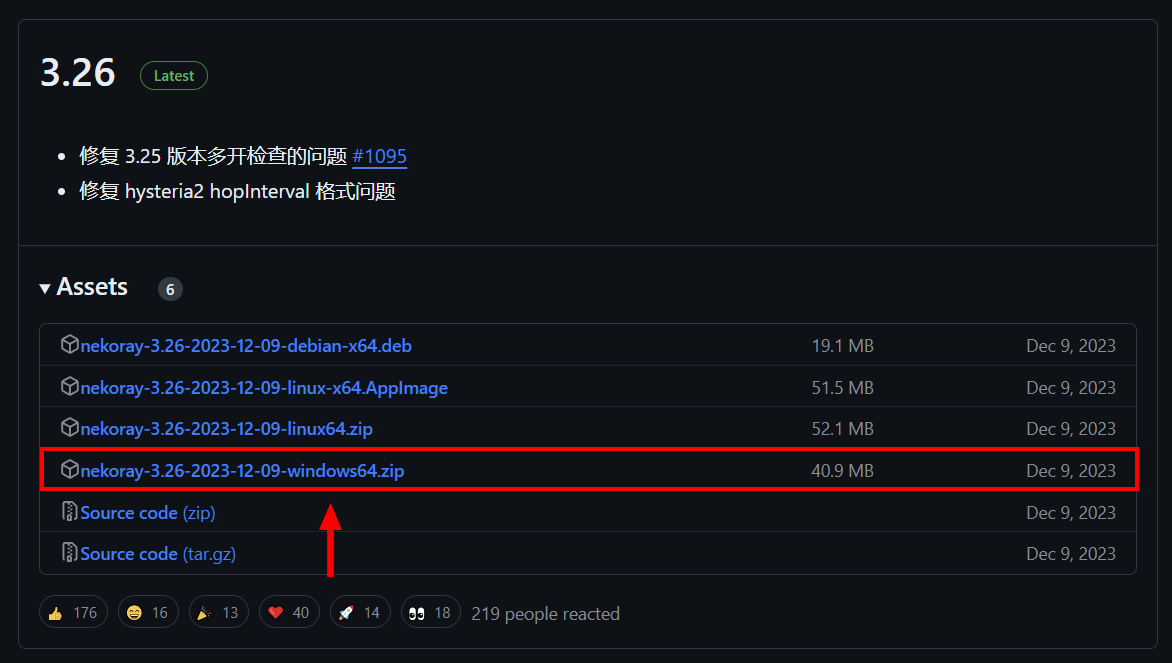 3.26 Latest
修复 3.25 版本多开检查的问题 #1095
修复 hysteria2 hopInterval 格式问题
Assets 6
nekoray-3.26-2023-12-09-debian-x64.deb 19.1 MB Dec 9, 2023
nekoray-3.26-2023-12-09-linux-x64.AppImage 51.5 MB Dec 9, 2023
nekoray-3.26-2023-12-09-linux64.zip 52.1 MB Dec 9, 2023
nekoray-3.26-2023-12-09-windows64.zip 40.9 MB Dec 9, 2023
Source code (zip) Dec 9, 2023
Source code (tar.gz) Dec 9, 2023
176 16 13 40 14 18 219 people reacted